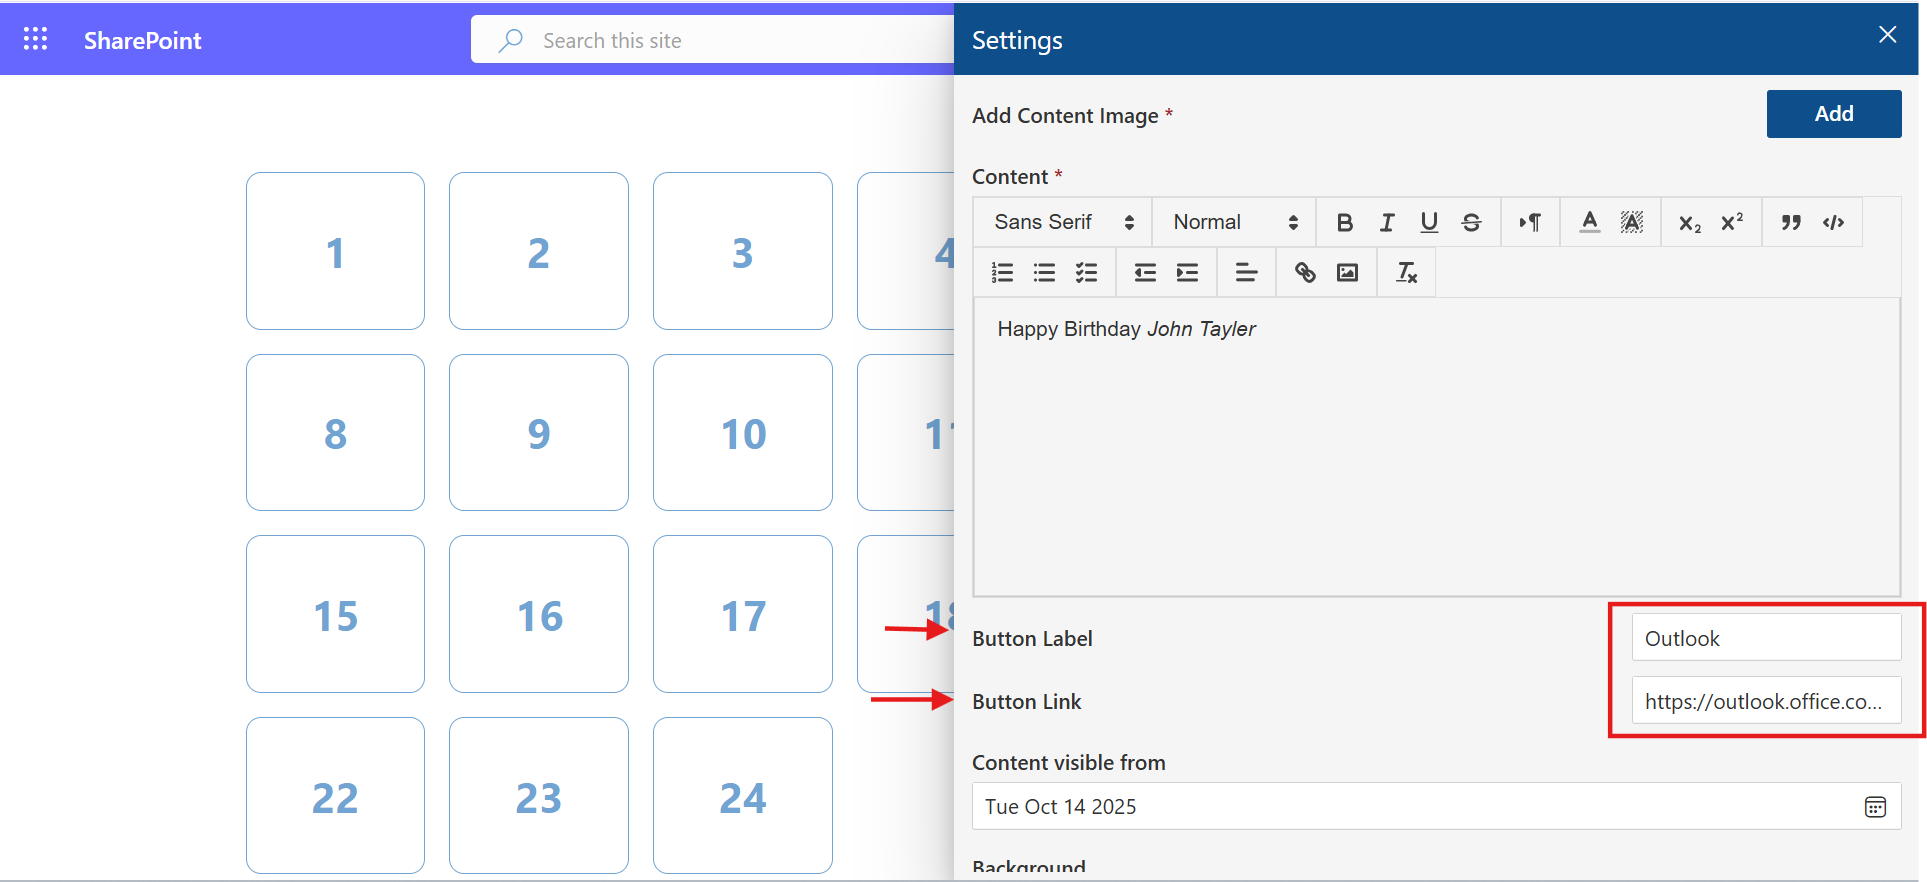 SharePoint
Search this site
1 2 3 4
8 9 10 11
15 16 17 18
22 23 24
Settings
Add Content Image *
Add
Content *
Sans Serif Normal
Happy Birthday John Tayler
Button Label
Outlook
Button Link
https://outlook.office.co...
Content visible from
Tue Oct 14 2025
Background